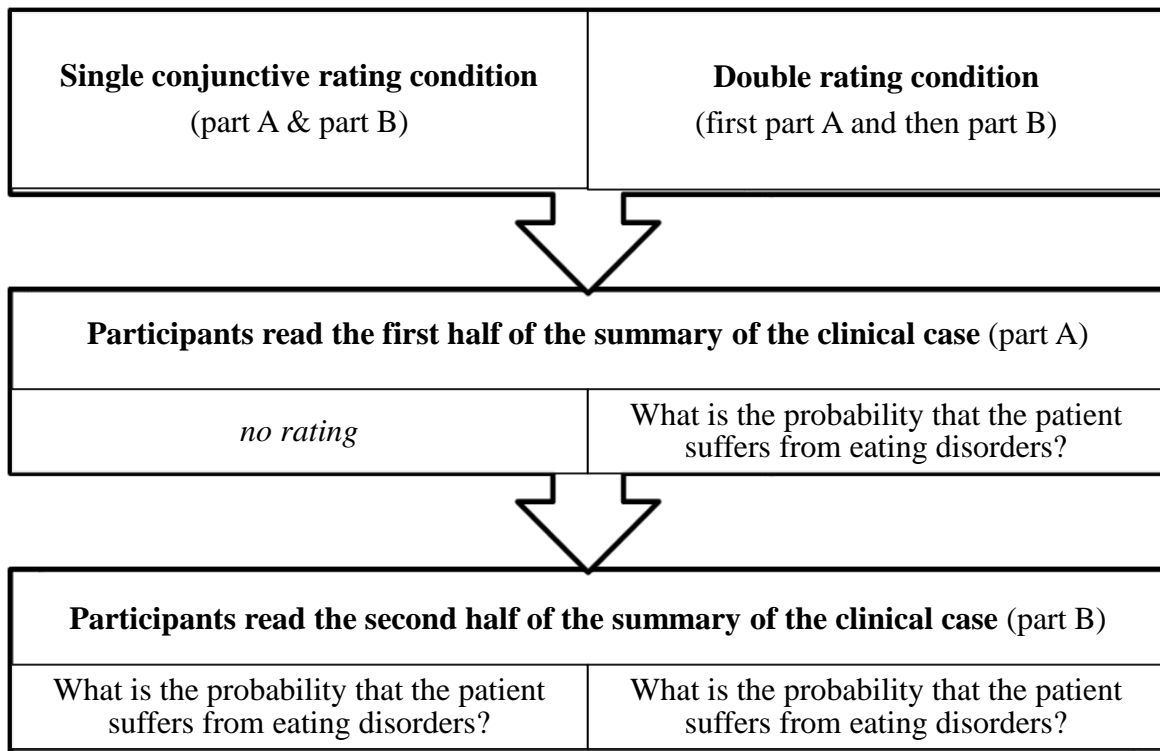 Single conjunctive rating condition
(part A & part B)
Double rating condition
(first part A and then part B)
Participants read the first half of the summary of the clinical case (part A)
no rating
What is the probability that the patient
suffers from eating disorders?
Participants read the second half of the summary of the clinical case (part B)
What is the probability that the patient
suffers from eating disorders?
What is the probability that the patient
suffers from eating disorders?